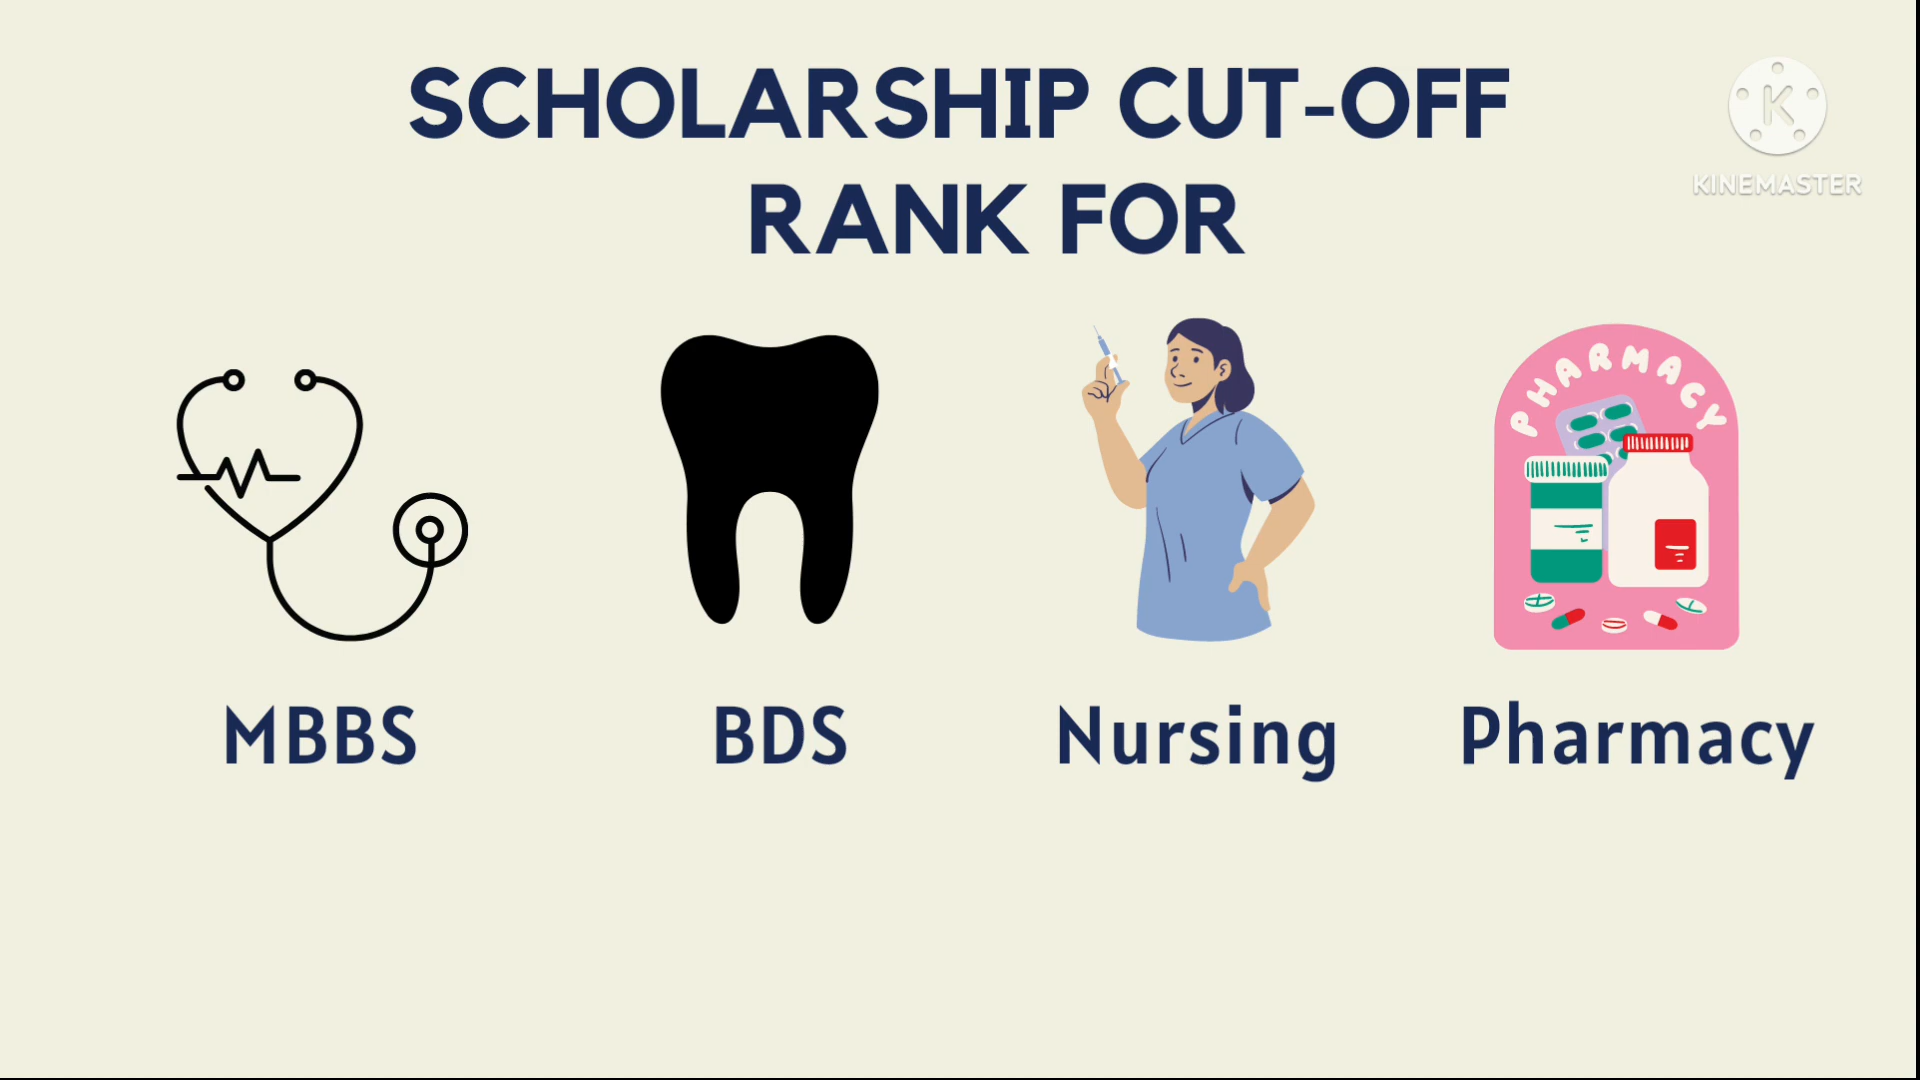 SCHOLARSHIP CUT-OFF
RANK FOR
K
KINEMASTER
PHARMACY
MBBS
BDS
Nursing
Pharmacy